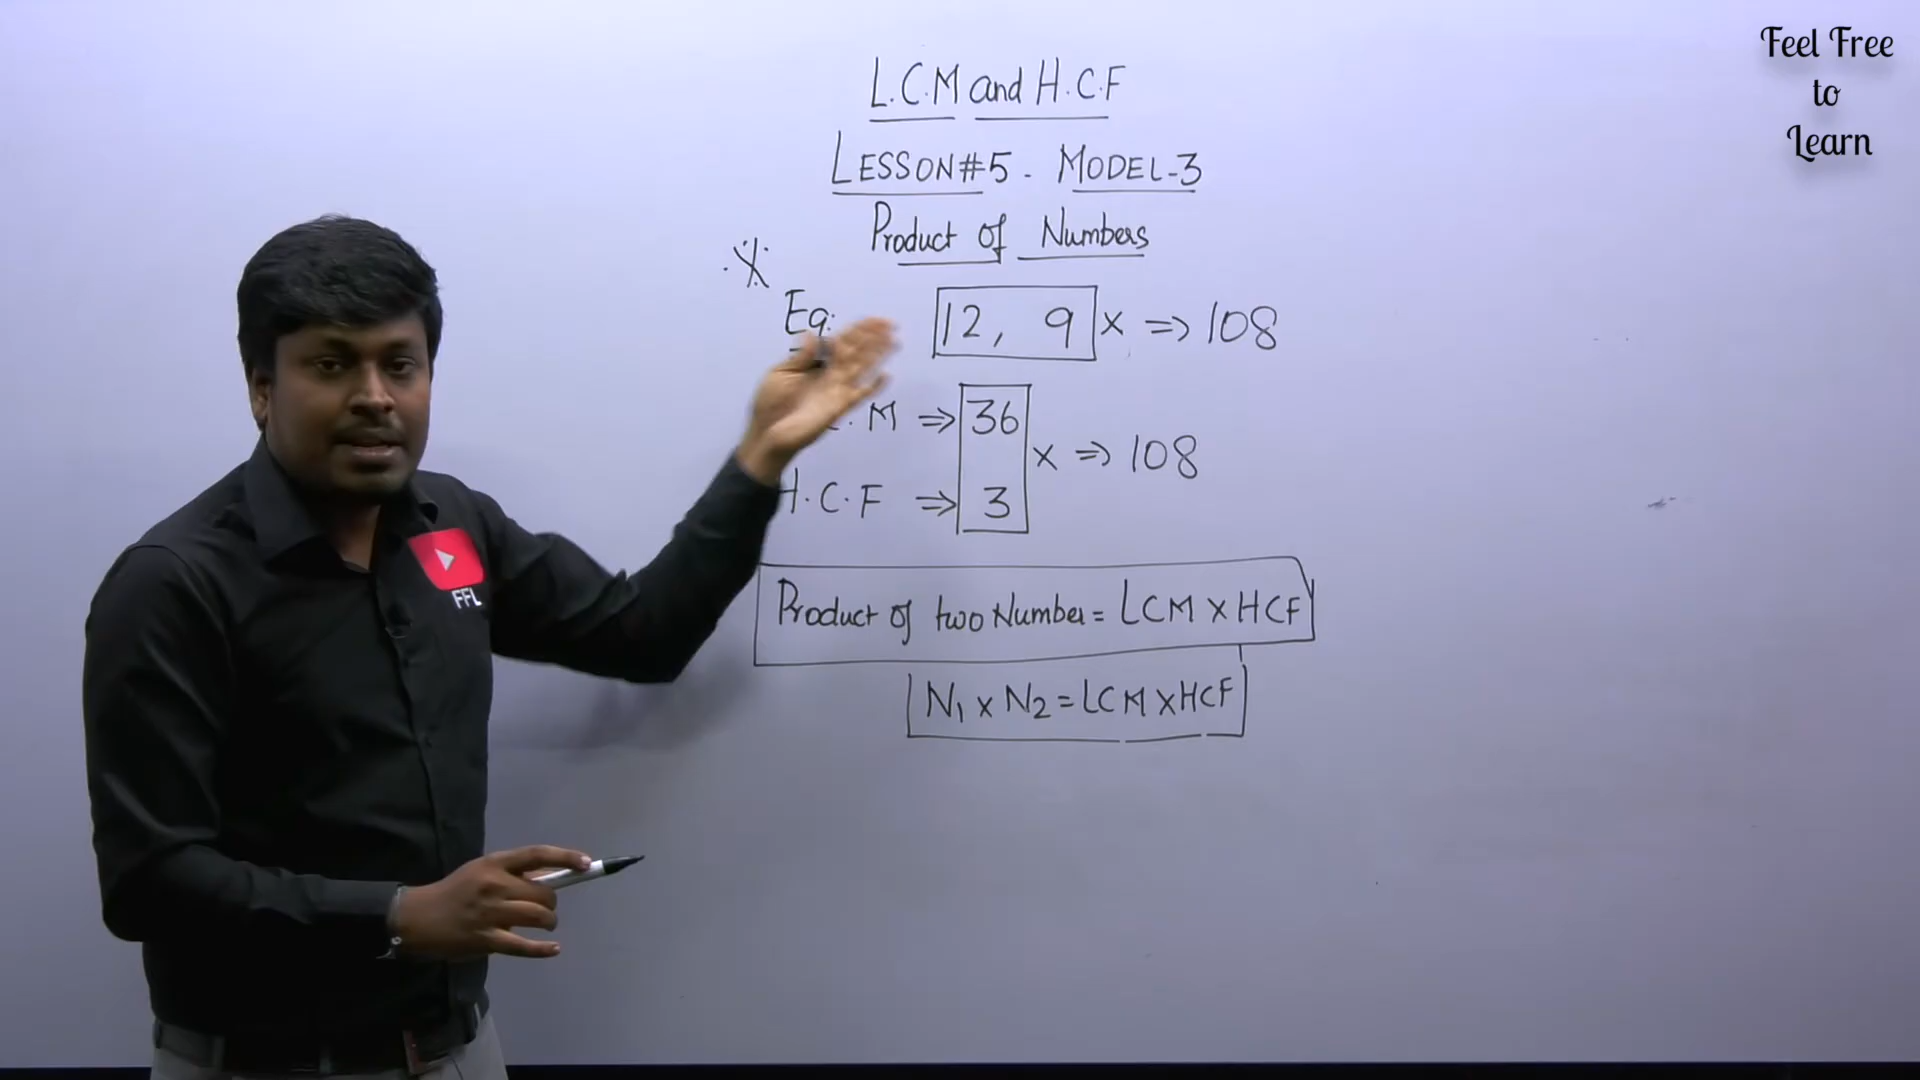 Feel Free
to
Learn
L.C.M and H.C.F
LESSON#5 - MODEL-3
Product of Numbers
Eg: 12, 9 x => 108
. M => 36
x => 108
H.C.F => 3
Product of two Number = LCM X HCF
N1 x N2 = LCM X HCF
FFL